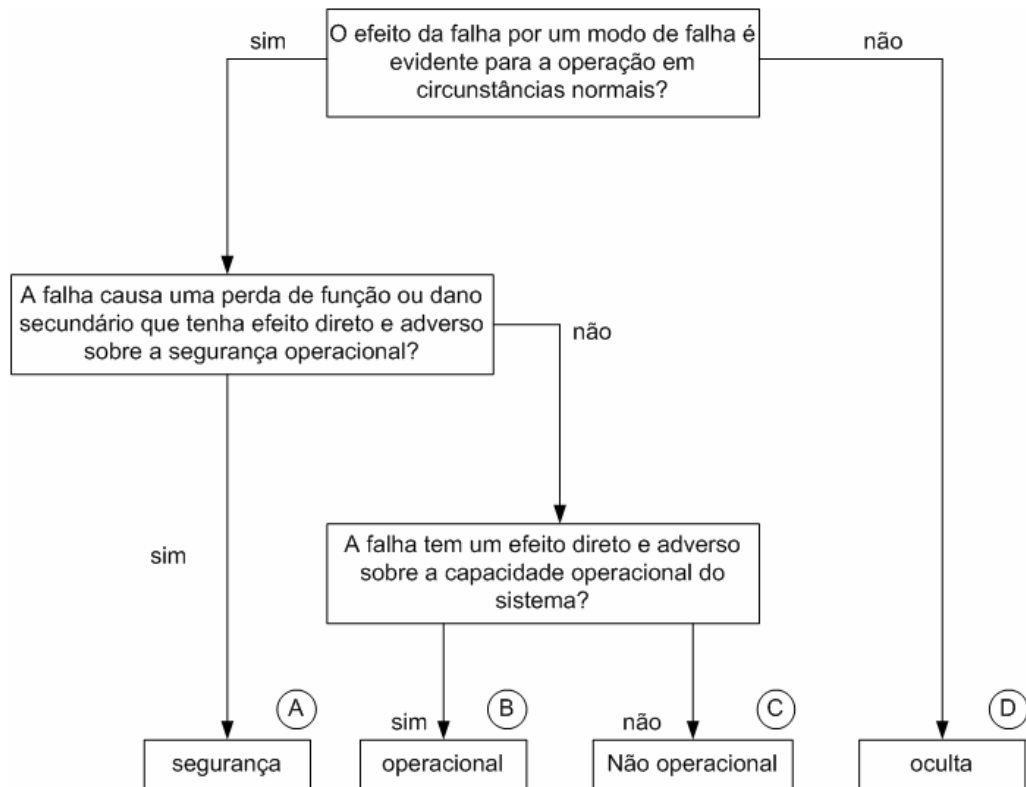 O efeito da falha por um modo de falha é
evidente para a operação em
circunstâncias normais?
sim
não
A falha causa uma perda de função ou dano
secundário que tenha efeito direto e adverso
sobre a segurança operacional?
não
sim
A falha tem um efeito direto e adverso
sobre a capacidade operacional do
sistema?
A
sim
B
não
C
D
segurança
operacional
Não operacional
oculta